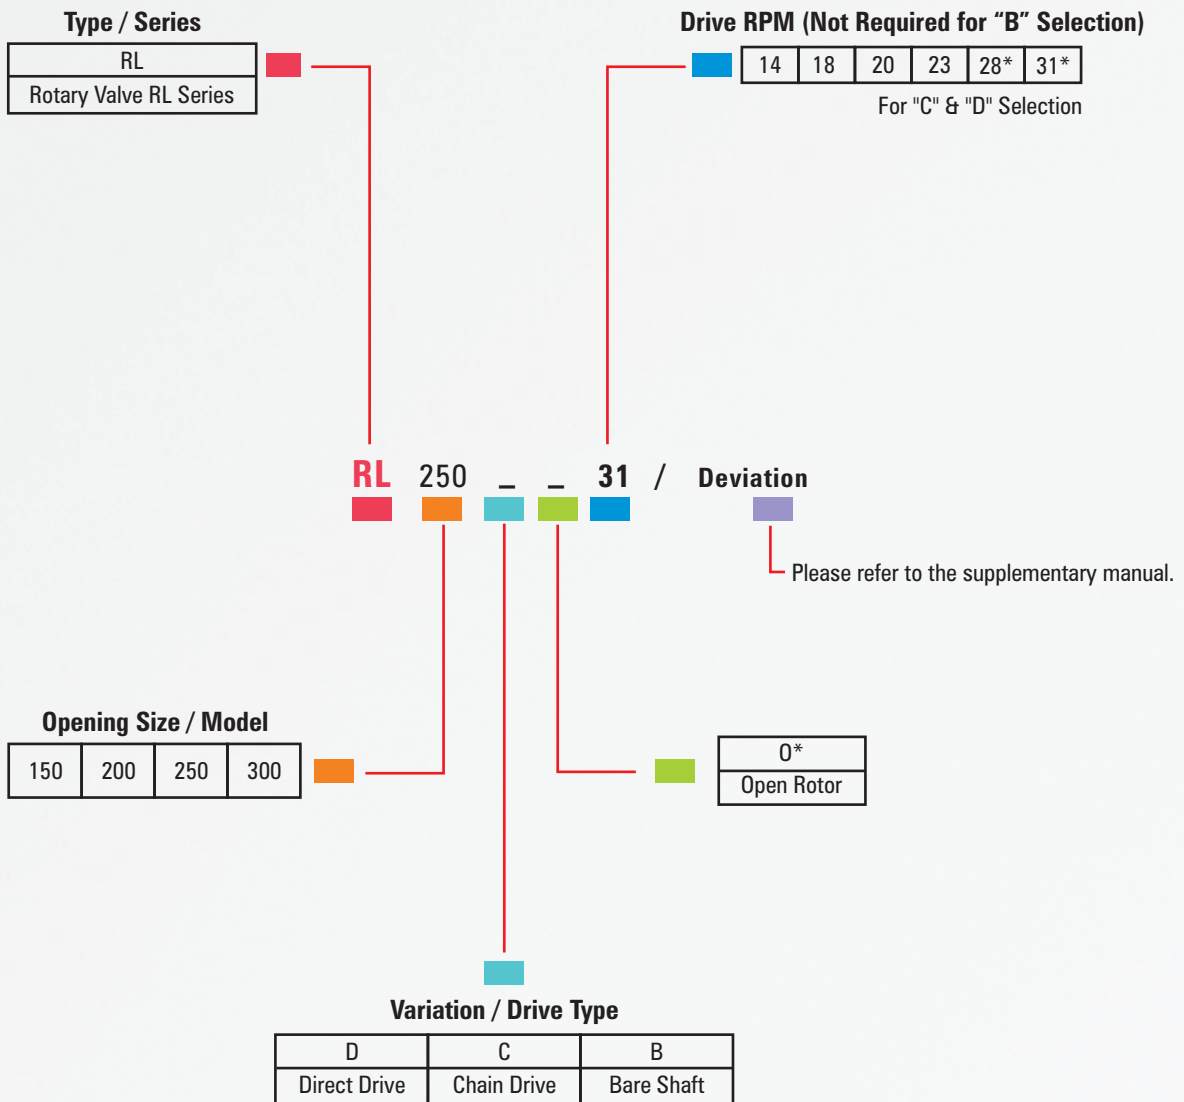 Type / Series
RL
Rotary Valve RL Series
Drive RPM (Not Required for “B” Selection)
14 18 20 23 28* 31*
For "C" & "D" Selection
RL 250 _ _ 31 / Deviation
Please refer to the supplementary manual.
Opening Size / Model
150 200 250 300
O*
Open Rotor
Variation / Drive Type
D C B
Direct Drive Chain Drive Bare Shaft